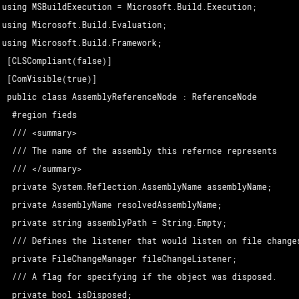 using MSBuildExecution = Microsoft.Build.Execution;
using Microsoft.Build.Evaluation;
using Microsoft.Build.Framework;
[CLSCompliant(false)]
[ComVisible(true)]
public class AssemblyReferenceNode : ReferenceNode
#region fieds
/// <summary>
/// The name of the assembly this refernce represents
/// </summary>
private System.Reflection.AssemblyName assemblyName;
private AssemblyName resolvedAssemblyName;
private string assemblyPath = String.Empty;
/// Defines the listener that would listen on file changes
private FileChangeManager fileChangeListener;
/// A flag for specifying if the object was disposed.
private bool isDisposed;